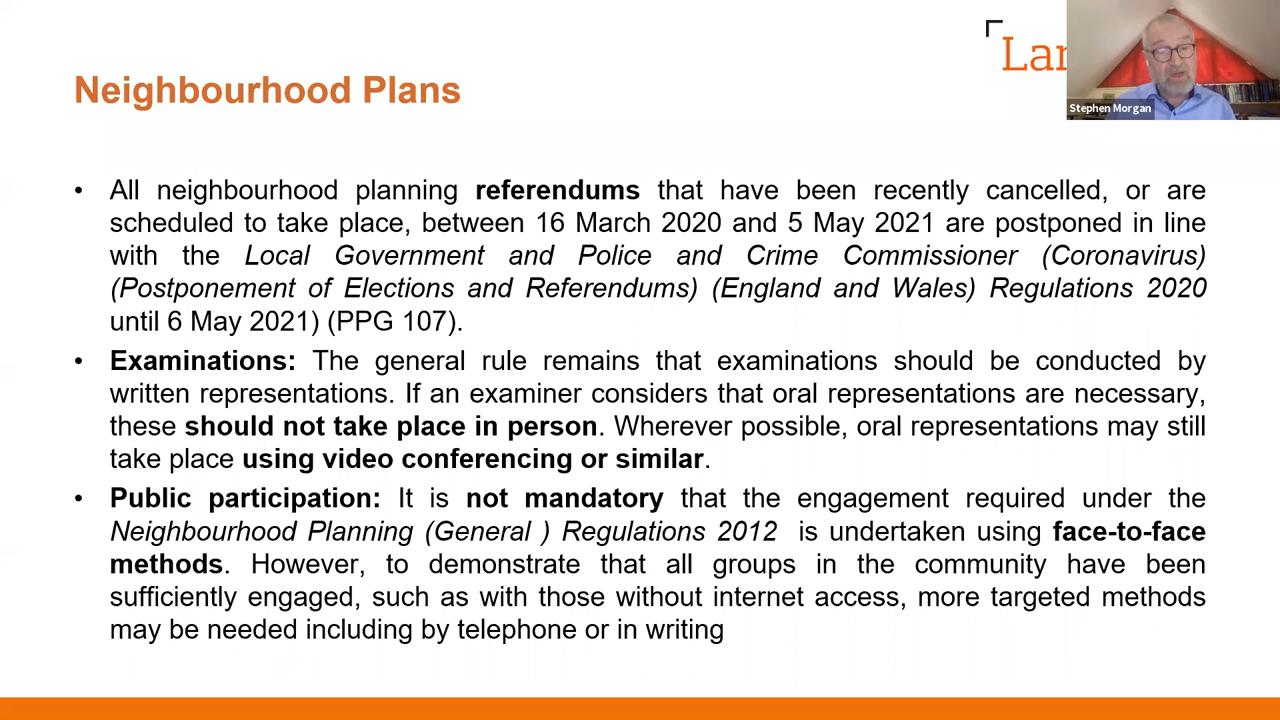 Lan
Stephen Morgan
Neighbourhood Plans
• All neighbourhood planning referendums that have been recently cancelled, or are
scheduled to take place, between 16 March 2020 and 5 May 2021 are postponed in line
with the Local Government and Police and Crime Commissioner (Coronavirus)
(Postponement of Elections and Referendums) (England and Wales) Regulations 2020
until 6 May 2021) (PPG 107).
• Examinations: The general rule remains that examinations should be conducted by
written representations. If an examiner considers that oral representations are necessary,
these should not take place in person. Wherever possible, oral representations may still
take place using video conferencing or similar.
• Public participation: It is not mandatory that the engagement required under the
Neighbourhood Planning (General ) Regulations 2012 is undertaken using face-to-face
methods. However, to demonstrate that all groups in the community have been
sufficiently engaged, such as with those without internet access, more targeted methods
may be needed including by telephone or in writing